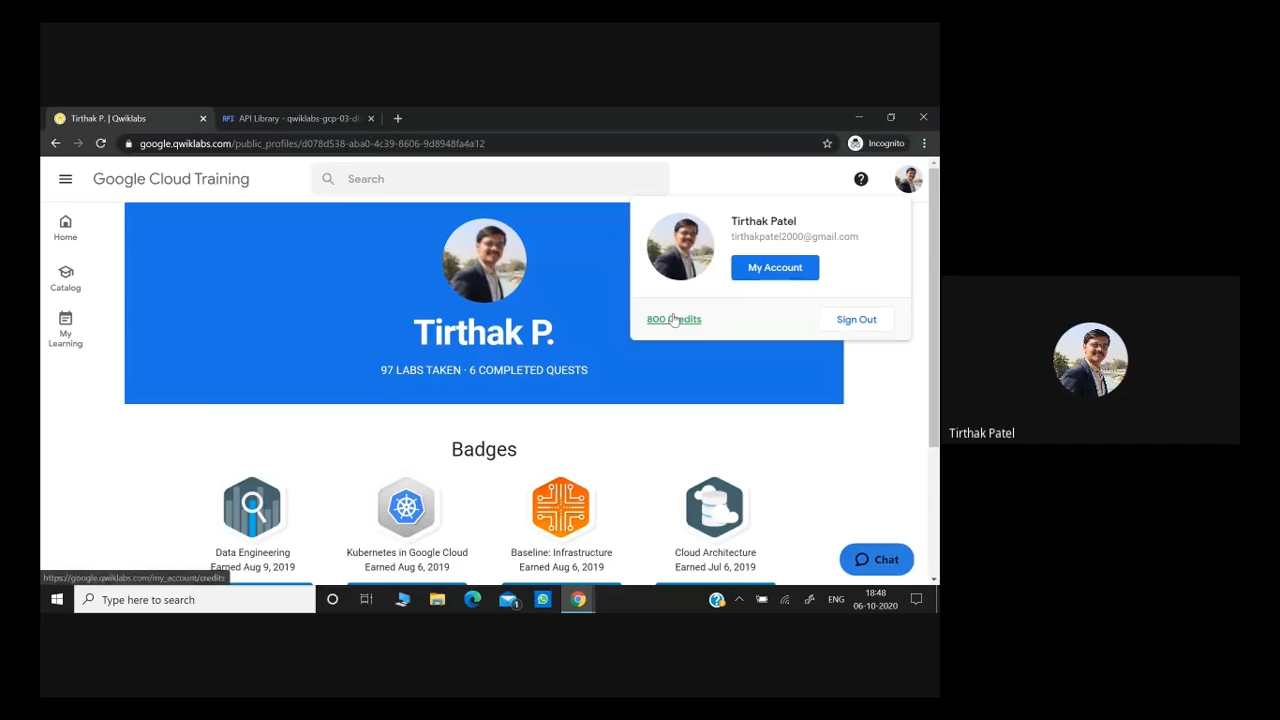 Tirthak P. | Qwiklabs
API API Library - qwiklabs-gcp-03-d
google.qwiklabs.com/public_profiles/d078d538-aba0-4c39-8606-9d8948fa4a12
Incognito
Google Cloud Training
Search
Home
Catalog
My
Learning
Tirthak Patel
tirthakpatel2000@gmail.com
My Account
800 Credits
Sign Out
Tirthak P.
97 LABS TAKEN · 6 COMPLETED QUESTS
Badges
Data Engineering
Earned Aug 9, 2019
Kubernetes in Google Cloud
Earned Aug 6, 2019
Baseline: Infrastructure
Earned Aug 6, 2019
Cloud Architecture
Earned Jul 6, 2019
Chat
https://google.qwiklabs.com/my_account/credits
Type here to search
1
ENG
18:48
06-10-2020
Tirthak Patel